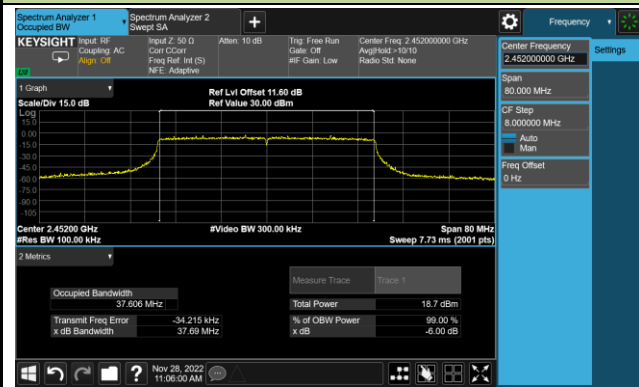 Spectrum Analyzer 1
Occupied BW
Spectrum Analyzer 2
Swept SA
Frequency
KEYSIGHT
Input: RF
Coupling: AC
Align: Off
Input Z: 50 Ω
Corr CCorr
Freq Ref: Int (S)
NFE: Adaptive
Atten: 10 dB
Trig: Free Run
Gate: Off
#IF Gain: Low
Center Freq: 2.452000000 GHz
Avg|Hold:>10/10
Radio Std: None
Center Frequency
2.452000000 GHz
Settings
Span
80.000 MHz
CF Step
8.000000 MHz
Auto
Man
Freq Offset
0 Hz
LXI
1 Graph
Scale/Div 15.0 dB
Ref Lvl Offset 11.60 dB
Ref Value 30.00 dBm
Log
15.0
0.00
-15.0
-30.0
-45.0
-60.0
-75.0
-90.0
-105
Center 2.45200 GHz
#Res BW 100.00 kHz
#Video BW 300.00 kHz
Span 80 MHz
Sweep 7.73 ms (2001 pts)
2 Metrics
Measure Trace
Trace 1
Occupied Bandwidth
37.606 MHz
Total Power
18.7 dBm
Transmit Freq Error
-34.215 kHz
% of OBW Power
99.00 %
x dB Bandwidth
37.69 MHz
x dB
-6.00 dB
?
Nov 28, 2022
11:06:00 AM